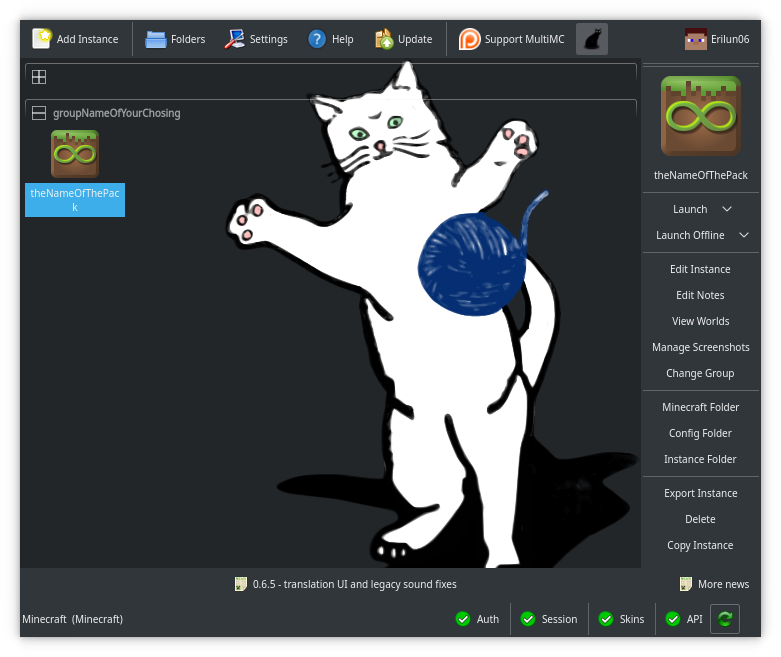 Add Instance
Folders
Settings
Help
Update
Support MultiMC
Erilun06
groupNameOfYourChosing
theNameOfThePac
k
theNameOfThePack
Launch
Launch Offline
Edit Instance
Edit Notes
View Worlds
Manage Screenshots
Change Group
Minecraft Folder
Config Folder
Instance Folder
Export Instance
Delete
Copy Instance
0.6.5 - translation UI and legacy sound fixes
More news
Minecraft (Minecraft)
Auth
Session
Skins
API